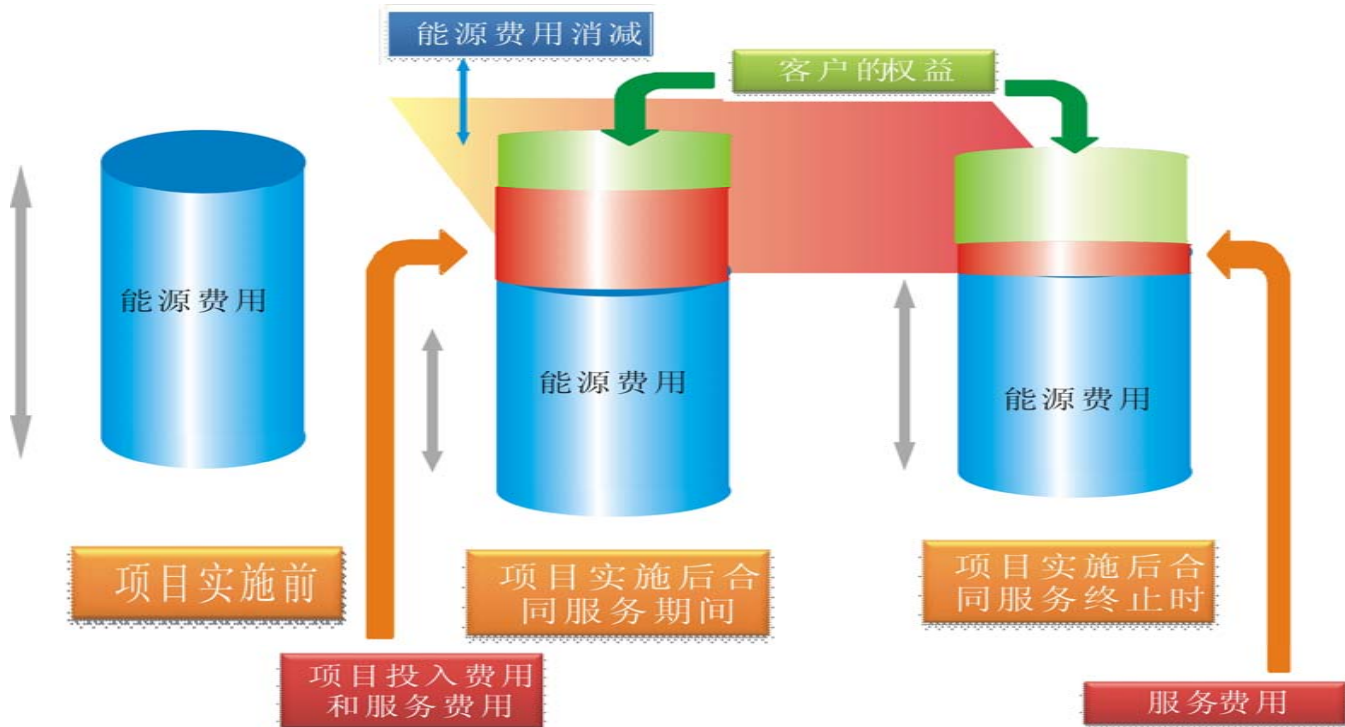 能源费用消减
客户的权益
能源费用
能源费用
能源费用
项目实施前
项目实施后合
同服务期间
项目实施后合
同服务终止时
项目投入费用
和服务费用
服务费用